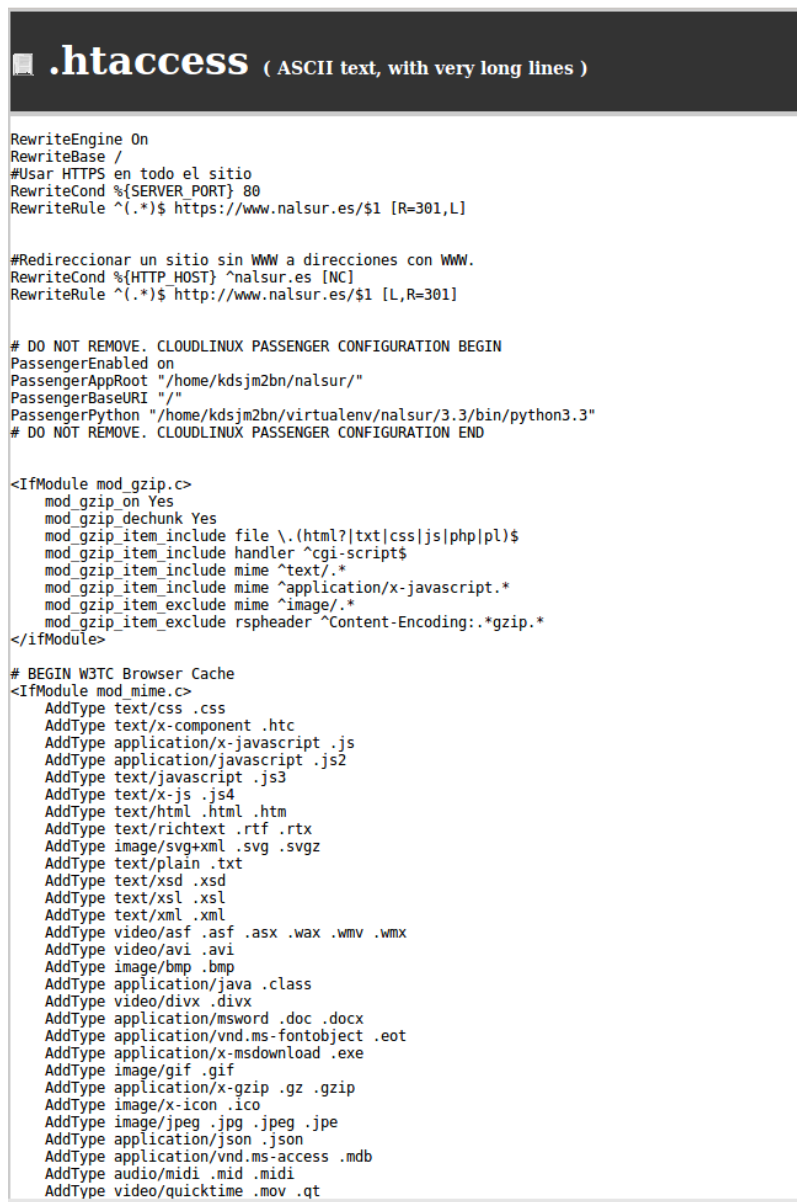 .htaccess ( ASCII text, with very long lines )
RewriteEngine On
RewriteBase /
#Usar HTTPS en todo el sitio
RewriteCond %{SERVER_PORT} 80
RewriteRule ^(.*)$ https://www.nalsur.es/$1 [R=301,L]
#Redireccionar un sitio sin WWW a direcciones con WWW.
RewriteCond %{HTTP_HOST} ^nalsur.es [NC]
RewriteRule ^(.*)$ http://www.nalsur.es/$1 [L,R=301]
# DO NOT REMOVE. CLOUDLINUX PASSENGER CONFIGURATION BEGIN
PassengerEnabled on
PassengerAppRoot "/home/kdsjm2bn/nalsur/"
PassengerBaseURI "/"
PassengerPython "/home/kdsjm2bn/virtualenv/nalsur/3.3/bin/python3.3"
# DO NOT REMOVE. CLOUDLINUX PASSENGER CONFIGURATION END
<IfModule mod_gzip.c>
    mod_gzip_on Yes
    mod_gzip_dechunk Yes
    mod_gzip_item_include file \.(html?|txt|css|js|php|pl)$
    mod_gzip_item_include handler ^cgi-script$
    mod_gzip_item_include mime ^text/.*
    mod_gzip_item_include mime ^application/x-javascript.*
    mod_gzip_item_exclude mime ^image/.*
    mod_gzip_item_exclude rspheader ^Content-Encoding:.*gzip.*
</ifModule>
# BEGIN W3TC Browser Cache
<IfModule mod_mime.c>
    AddType text/css .css
    AddType text/x-component .htc
    AddType application/x-javascript .js
    AddType application/javascript .js2
    AddType text/javascript .js3
    AddType text/x-js .js4
    AddType text/html .html .htm
    AddType text/richtext .rtf .rtx
    AddType image/svg+xml .svg .svgz
    AddType text/plain .txt
    AddType text/xsd .xsd
    AddType text/xsl .xsl
    AddType text/xml .xml
    AddType video/asf .asf .asx .wax .wmv .wmx
    AddType video/avi .avi
    AddType image/bmp .bmp
    AddType application/java .class
    AddType video/divx .divx
    AddType application/msword .doc .docx
    AddType application/vnd.ms-fontobject .eot
    AddType application/x-msdownload .exe
    AddType image/gif .gif
    AddType application/x-gzip .gz .gzip
    AddType image/x-icon .ico
    AddType image/jpeg .jpg .jpeg .jpe
    AddType application/json .json
    AddType application/vnd.ms-access .mdb
    AddType audio/midi .mid .midi
    AddType video/quicktime .mov .qt